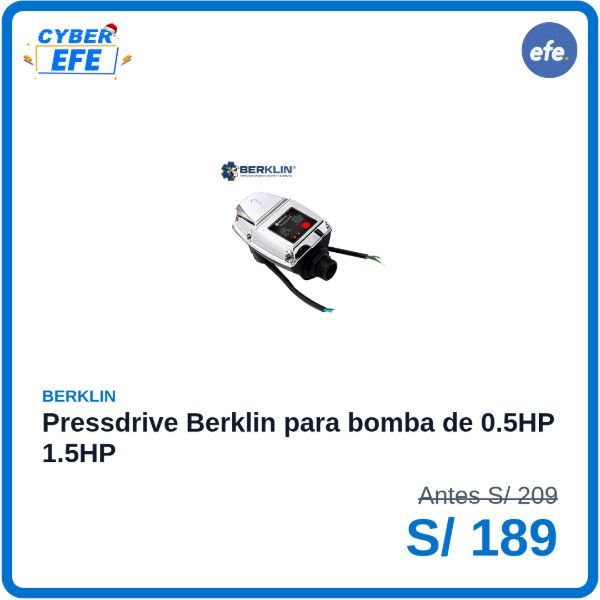 CYBER
EFE
efe.
BERKLIN®
BERKLIN
Pressdrive Berklin para bomba de 0.5HP
1.5HP
Antes S/ 209
S/ 189